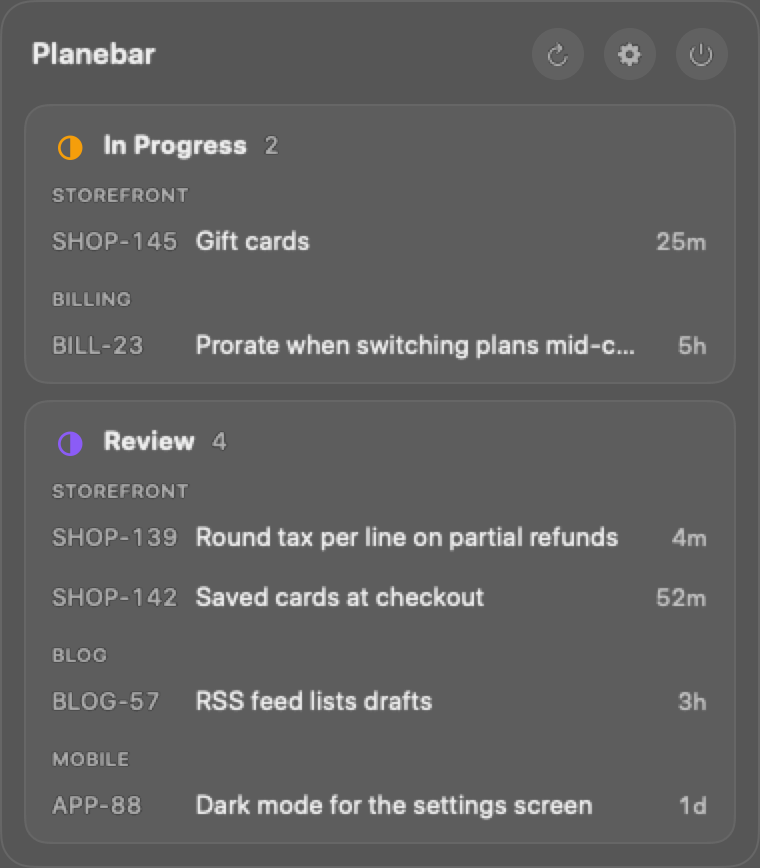 Planebar
In Progress 2
STOREFRONT
SHOP-145 Gift cards 25m
BILLING
BILL-23 Prorate when switching plans mid-c... 5h
Review 4
STOREFRONT
SHOP-139 Round tax per line on partial refunds 4m
SHOP-142 Saved cards at checkout 52m
BLOG
BLOG-57 RSS feed lists drafts 3h
MOBILE
APP-88 Dark mode for the settings screen 1d